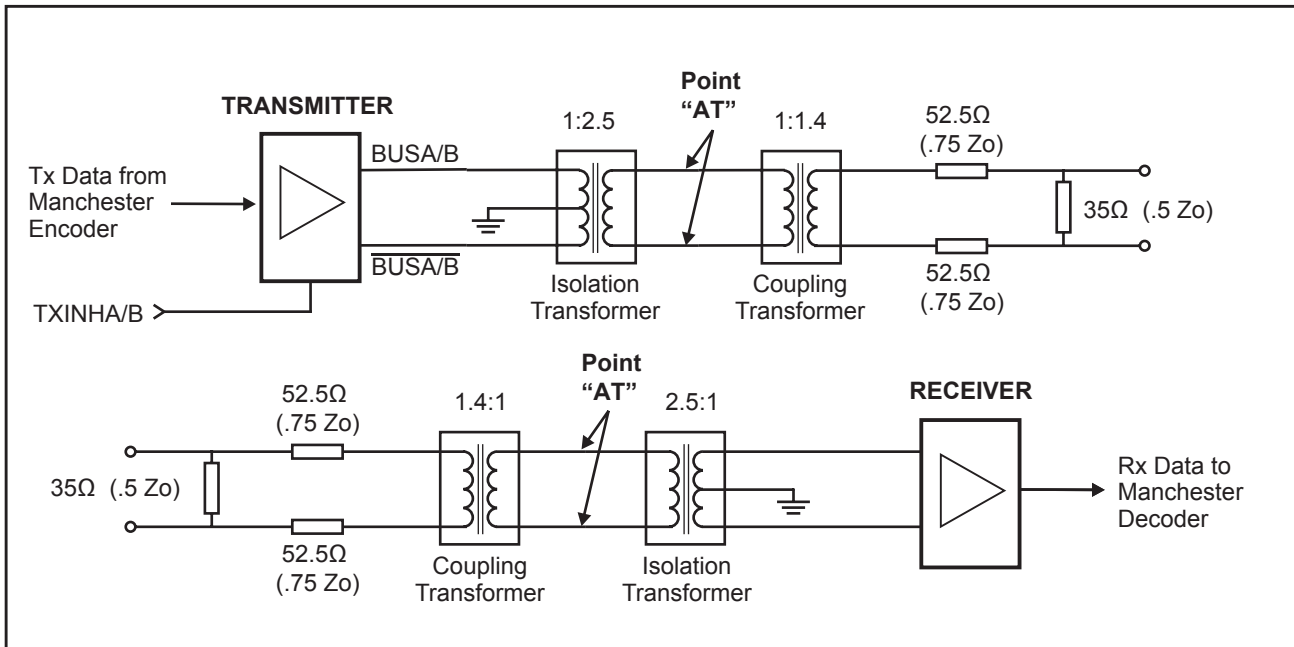 TRANSMITTER
Tx Data from
Manchester
Encoder
TXINHA/B
BUSA/B
BUSA/B
1:2.5
Isolation
Transformer
Point
“AT”
1:1.4
Coupling
Transformer
52.5Ω
(.75 Zo)
35Ω (.5 Zo)
52.5Ω
(.75 Zo)
35Ω (.5 Zo)
52.5Ω
(.75 Zo)
52.5Ω
(.75 Zo)
1.4:1
Coupling
Transformer
Point
“AT”
2.5:1
Isolation
Transformer
RECEIVER
Rx Data to
Manchester
Decoder